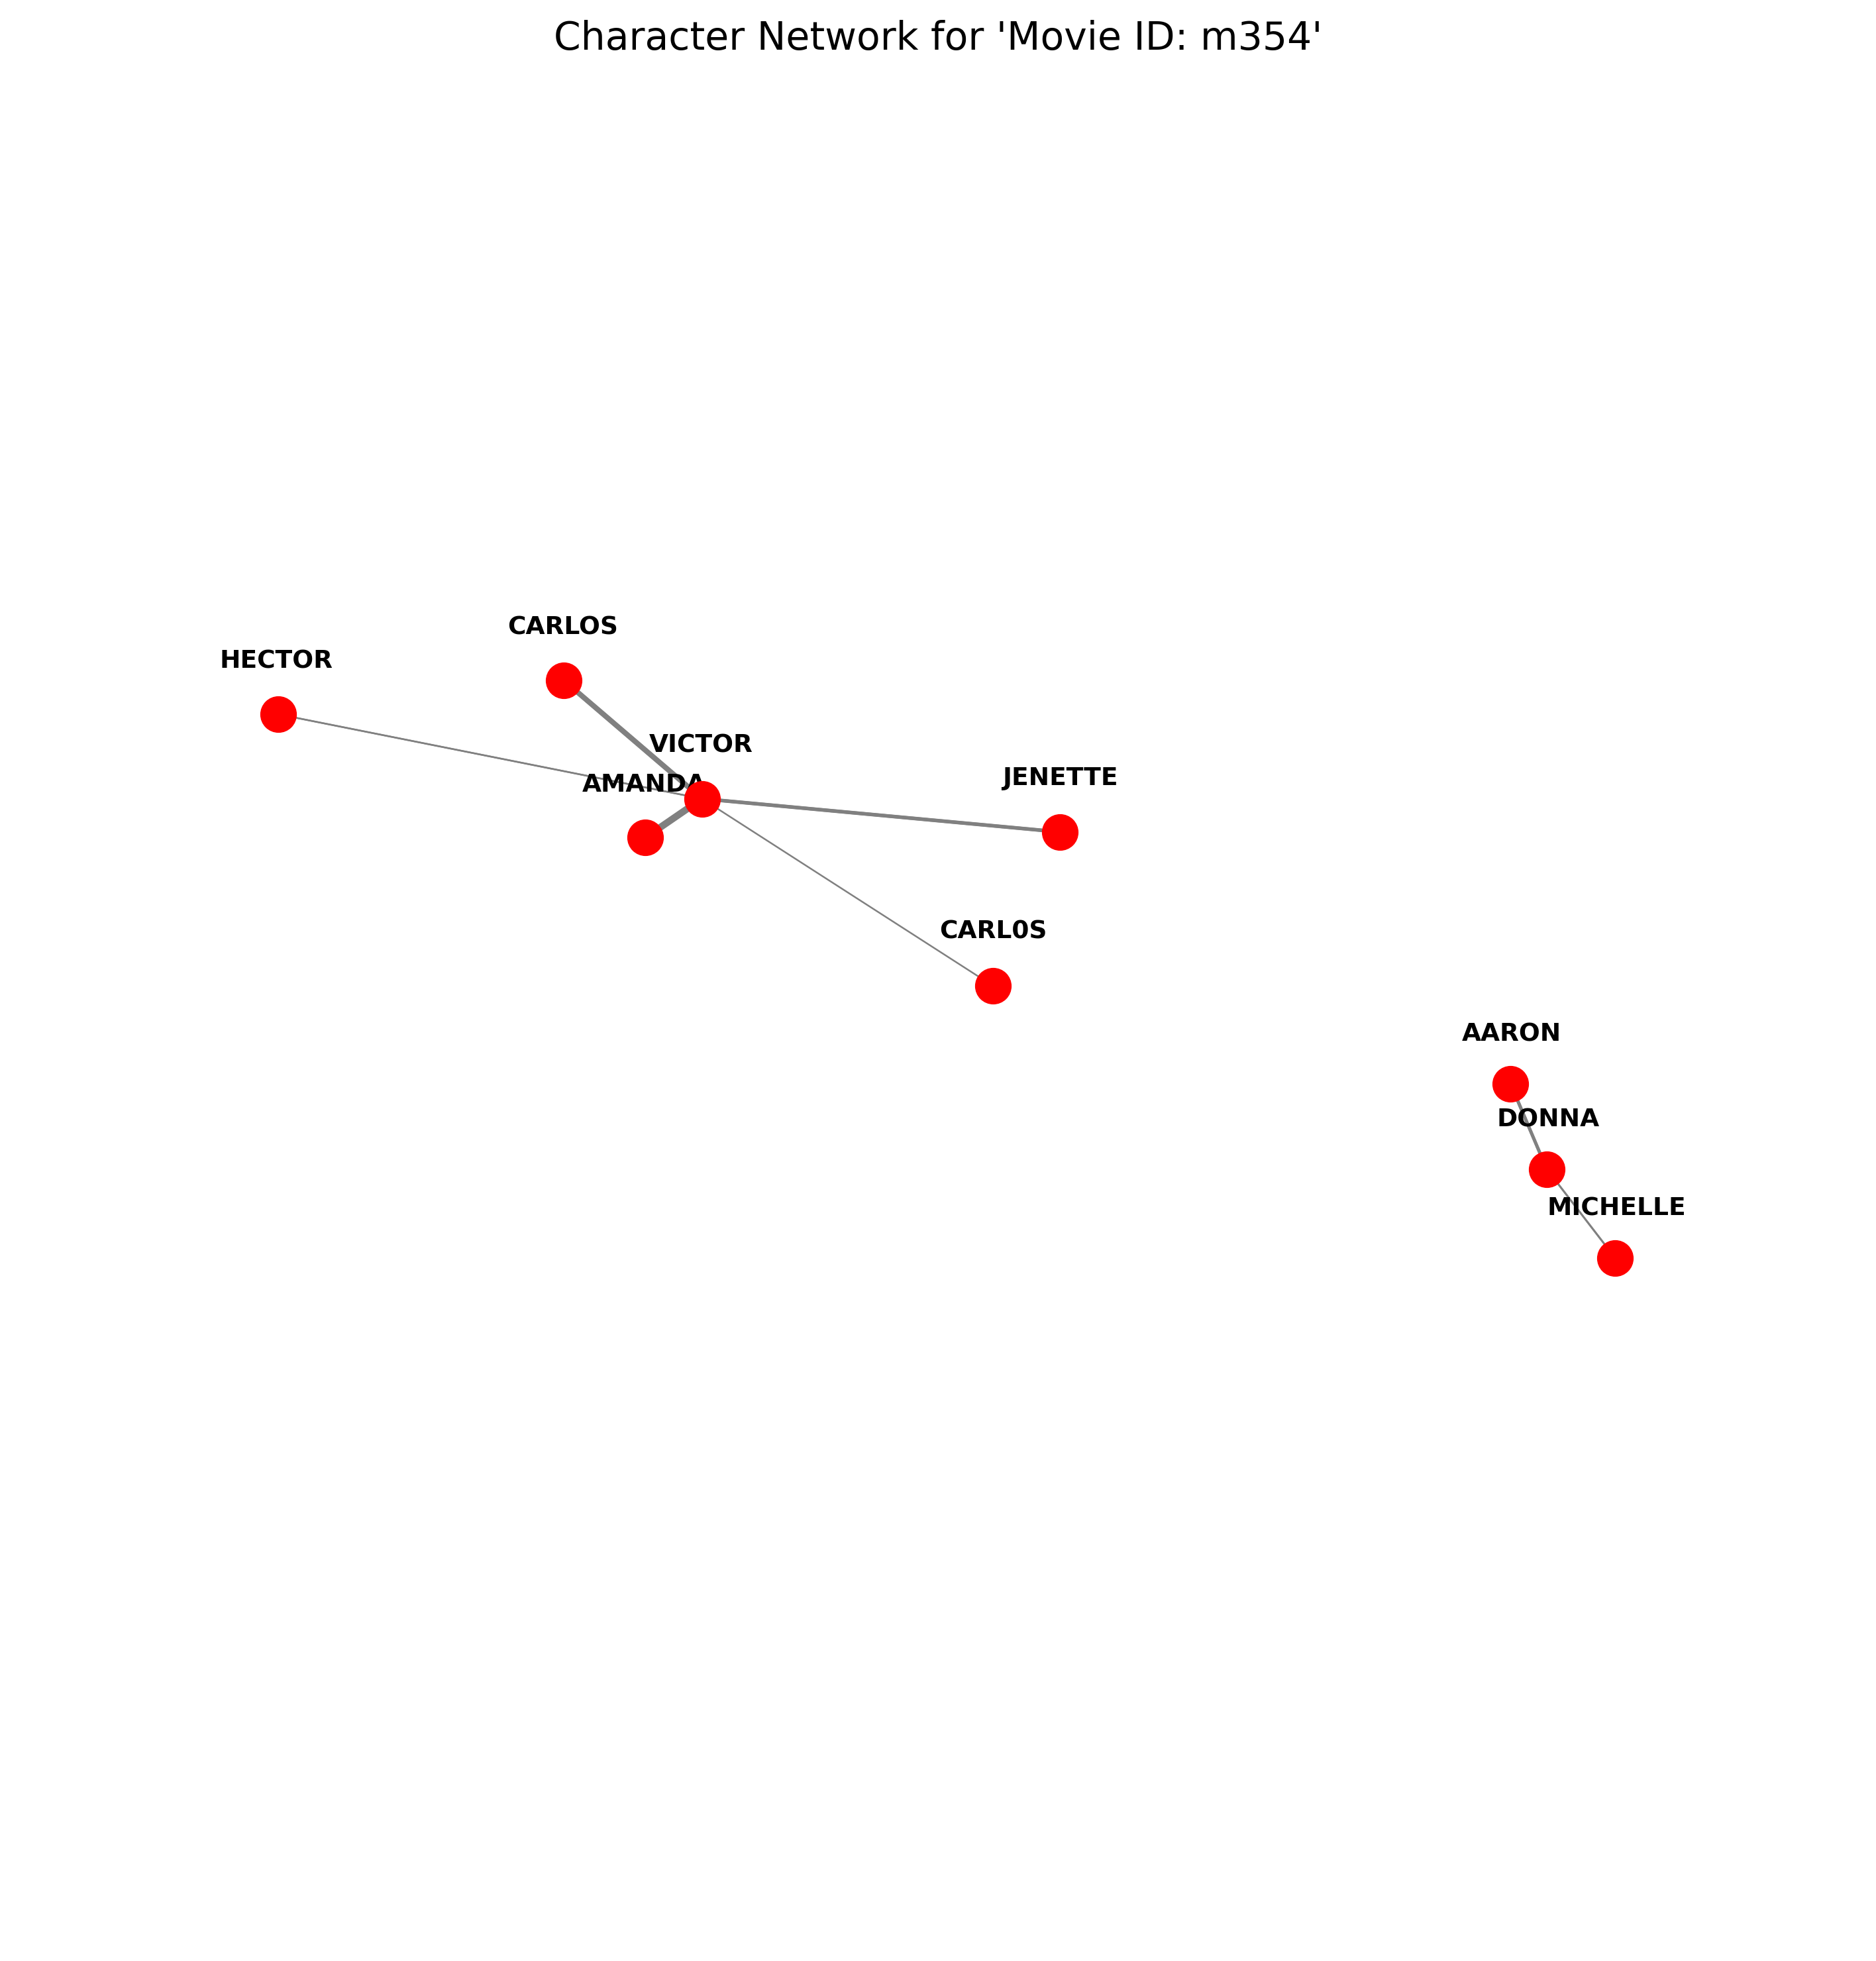 Character Network for 'Movie ID: m354'
CARLOS
HECTOR
VICTOR
JENETTE
AMANDA
CARL0S
AARON
DONNA
MICHELLE